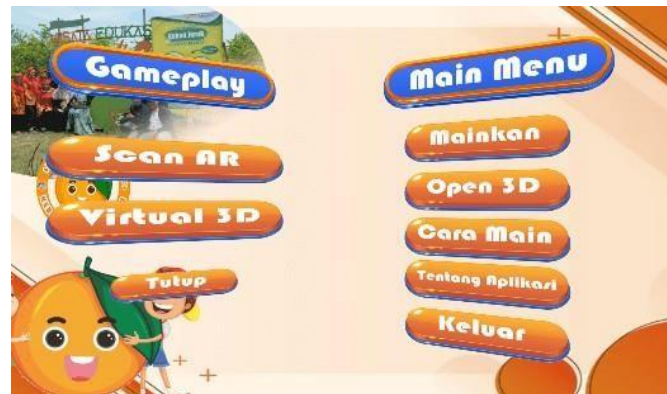 Gameplay
Scan AR
Virtual 3D
Tutup
Main Menu
Mainkan
Open 3D
Cara Main
Tentang Aplikasi
Keluar